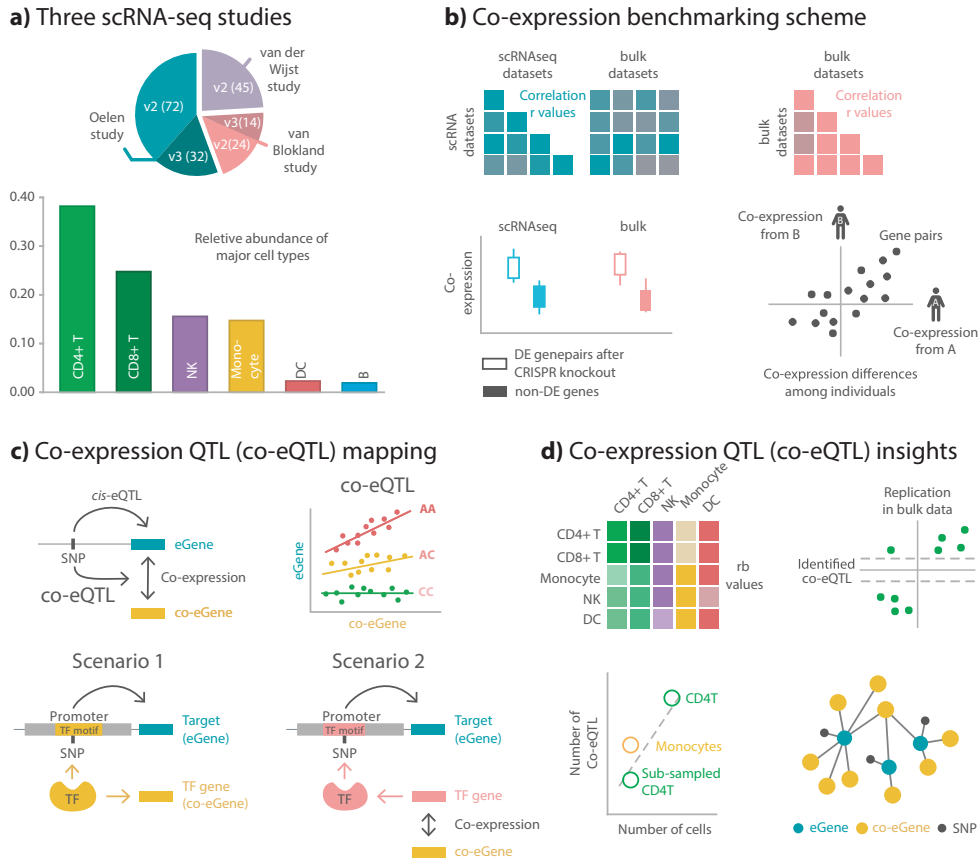 a) Three scRNA-seq studies
van der
Wijst
study
v2 (45)
v2 (72)
v3(14)
v2(24)
v3 (32)
Oelen
study
van
Blokland
study
0.40
0.40
0.20
0.10
0.00
Reletive abundance of
major cell types
CD4+ T
CD8+ T
NK
Mono-
cyte
DC
B
b) Co-expression benchmarking scheme
scRNAseq
datasets
bulk
datasets
scRNA
datasets
Correlation
r values
bulk
datasets
bulk
datasets
Correlation
r values
scRNAseq
bulk
Co-
expression
DE genepairs after
CRISPR knockout
non-DE genes
Co-expression
from B
B
Gene pairs
A
Co-expression
from A
Co-expression differences
among individuals
c) Co-expression QTL (co-eQTL) mapping
cis-eQTL
SNP
eGene
co-eQTL
Co-expression
co-eGene
co-eQTL
eGene
AA
AC
CC
co-eGene
Scenario 1
Promoter
TF motif
SNP
Target
(eGene)
TF
TF gene
(co-eGene)
Scenario 2
Promoter
TF motif
SNP
Target
(eGene)
TF
TF gene
Co-expression
co-eGene
d) Co-expression QTL (co-eQTL) insights
CD4+ T
CD8+ T
NK
Monocyte
DC
CD4+ T
CD8+ T
Monocyte
NK
DC
rb
values
Replication
in bulk data
Identified
co-eQTL
Number of
Co-eQTL
CD4T
Monocytes
Sub-sampled
CD4T
Number of cells
eGene
co-eGene
SNP